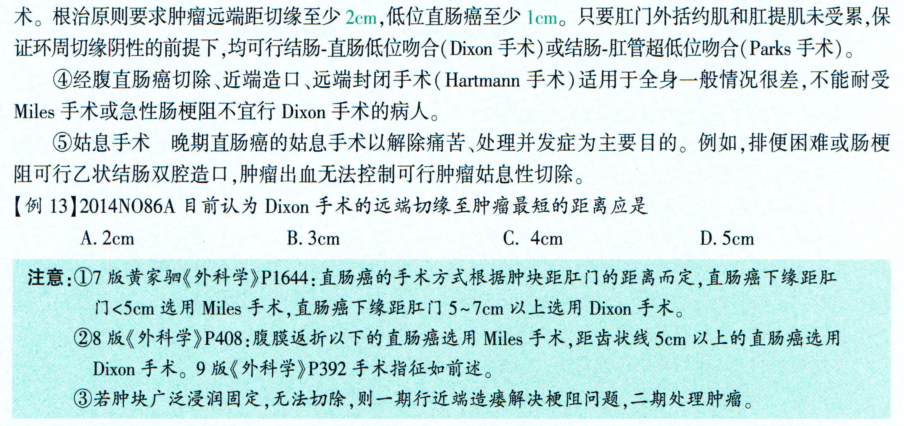 术。根治原则要求肿瘤远端距切缘至少 2cm,低位直肠癌至少 1cm。只要肛门外括约肌和肛提肌未受累,保
证环周切缘阴性的前提下,均可行结肠-直肠低位吻合(Dixon 手术)或结肠-肛管超低位吻合(Parks 手术)。
④经腹直肠癌切除、近端造口、远端封闭手术(Hartmann 手术)适用于全身一般情况很差,不能耐受
Miles 手术或急性肠梗阻不宜行 Dixon 手术的病人。
⑤姑息手术 晚期直肠癌的姑息手术以解除痛苦、处理并发症为主要目的。例如,排便困难或肠梗
阻可行乙状结肠双腔造口,肿瘤出血无法控制可行肿瘤姑息性切除。
【例 13】2014NO86A 目前认为 Dixon 手术的远端切缘至肿瘤最短的距离应是
A. 2cm B. 3cm C. 4cm D. 5cm
注意:①7 版黄家驷《外科学》P1644:直肠癌的手术方式根据肿块距肛门的距离而定,直肠癌下缘距肛
门<5cm 选用 Miles 手术,直肠癌下缘距肛门 5~7cm 以上选用 Dixon 手术。
②8 版《外科学》P408:腹膜返折以下的直肠癌选用 Miles 手术,距齿状线 5cm 以上的直肠癌选用
Dixon 手术。9 版《外科学》P392 手术指征如前述。
③若肿块广泛浸润固定,无法切除,则一期行近端造瘘解决梗阻问题,二期处理肿瘤。